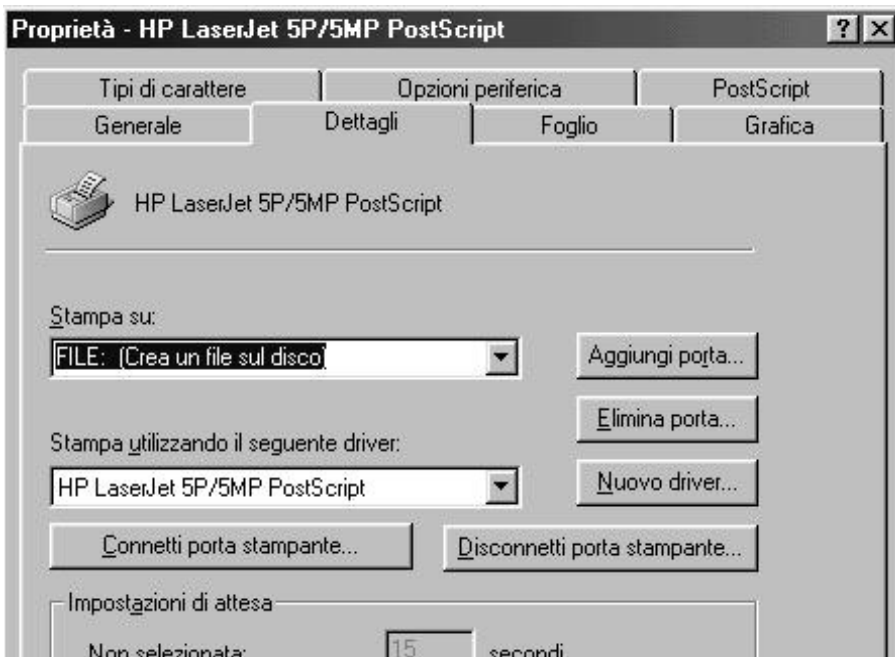 Proprietà - HP LaserJet 5P/5MP PostScript
Tipi di carattere Opzioni periferica PostScript
Generale Dettagli Foglio Grafica
HP LaserJet 5P/5MP PostScript
Stampa su:
FILE: (Crea un file sul disco)
Aggiungi porta...
Elimina porta...
Stampa utilizzando il seguente driver:
HP LaserJet 5P/5MP PostScript
Nuovo driver...
Connetti porta stampante... Disconnetti porta stampante...
Impostazioni di attesa
Non selezionata: 15 secondi